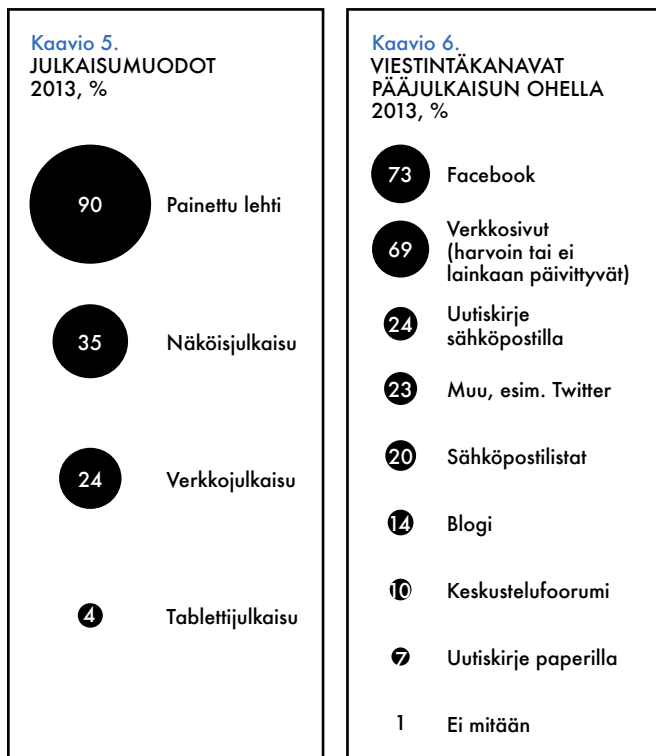 Kaavio 5.
JULKAISUMUODOT
2013, %
90 Painettu lehti
35 Näköisjulkaisu
24 Verkkojulkaisu
4 Tablettijulkaisu
Kaavio 6.
VIESTINTÄKANAVAT
PÄÄJULKAISUN OHELLA
2013, %
73 Facebook
69 Verkkosivut
(harvoin tai ei
lainkaan päivittyvät)
24 Uutiskirje
sähköpostilla
23 Muu, esim. Twitter
20 Sähköpostilistat
14 Blogi
10 Keskustelufoorumi
7 Uutiskirje paperilla
1 Ei mitään